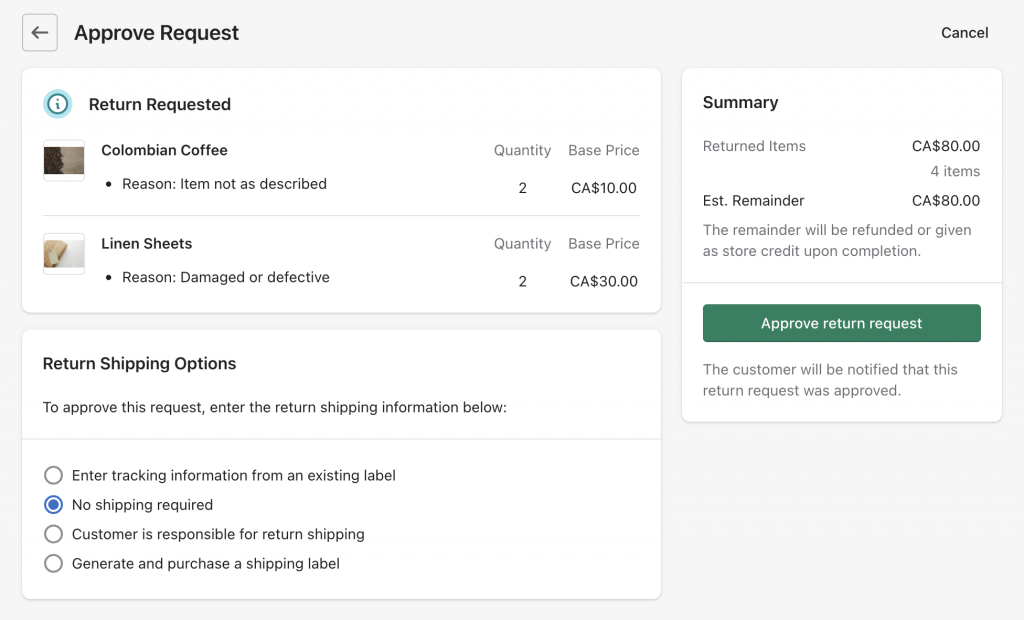 Approve Request
Cancel
Return Requested
Colombian Coffee
Quantity
Base Price
Reason: Item not as described
2
CA$10.00
Linen Sheets
Quantity
Base Price
Reason: Damaged or defective
2
CA$30.00
Return Shipping Options
To approve this request, enter the return shipping information below:
Enter tracking information from an existing label
No shipping required
Customer is responsible for return shipping
Generate and purchase a shipping label
Summary
Returned Items
CA$80.00
4 items
Est. Remainder
CA$80.00
The remainder will be refunded or given
as store credit upon completion.
Approve return request
The customer will be notified that this
return request was approved.